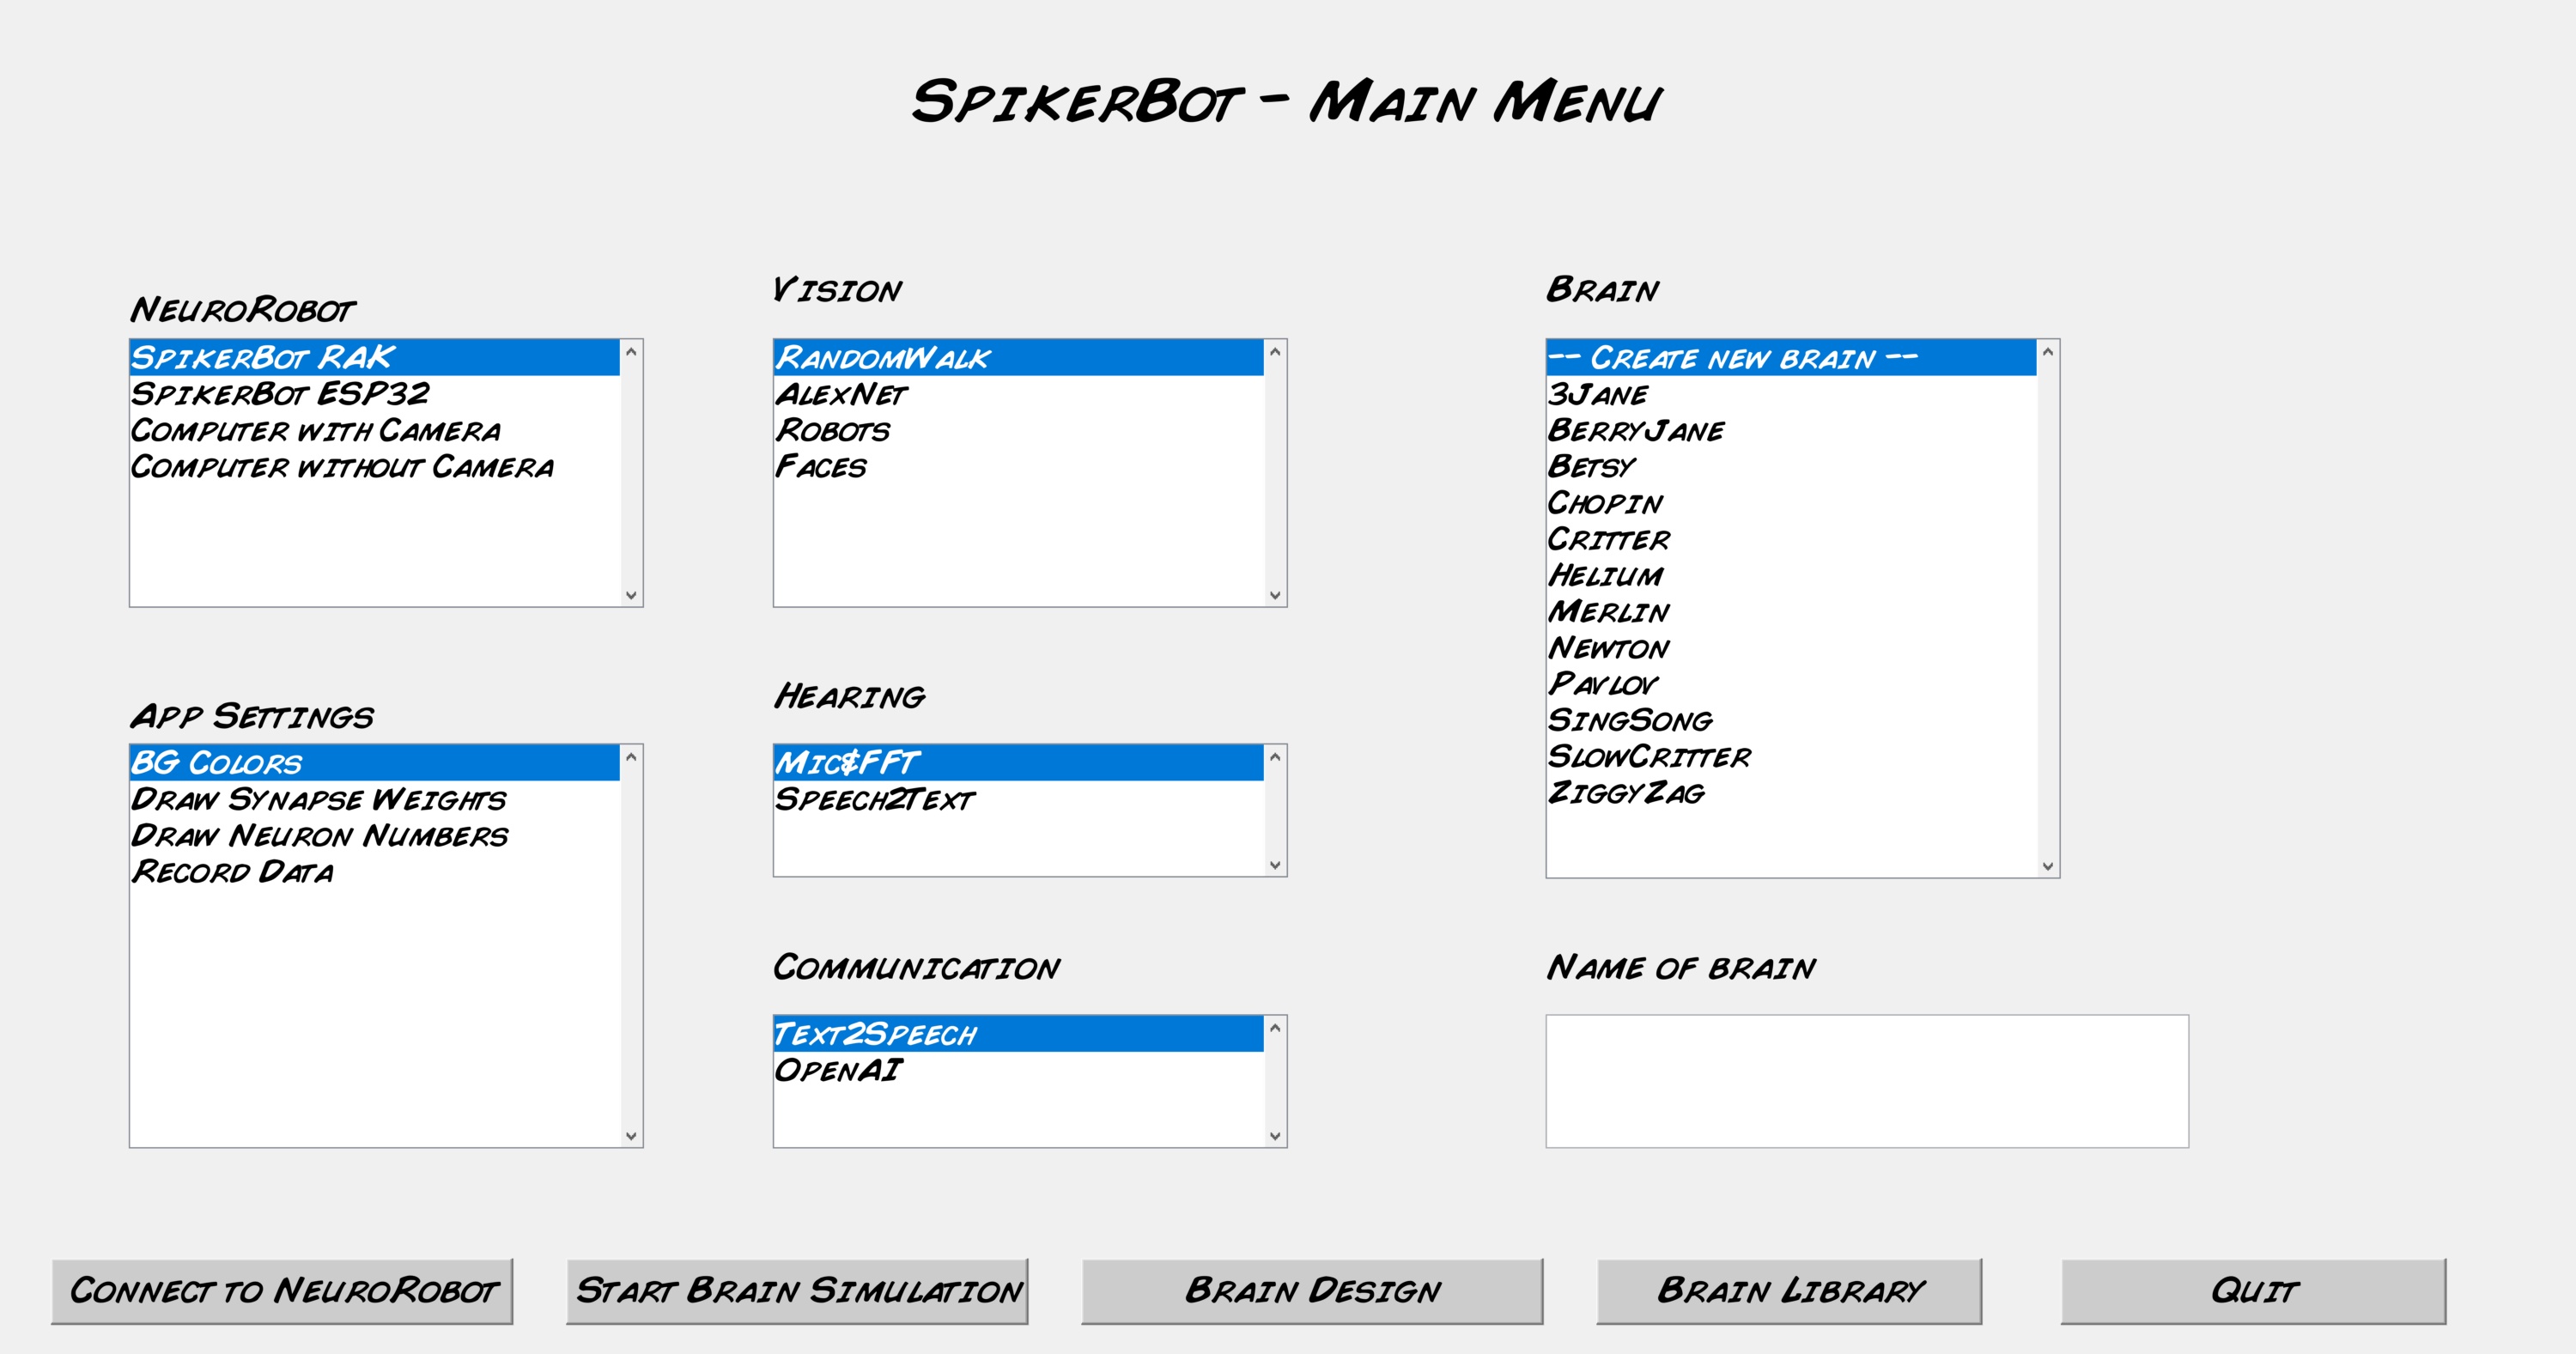 SpikerBot - Main Menu
NeuroRobot
SpikerBot RAK
SpikerBot ESP32
Computer with Camera
Computer without Camera
App Settings
BG Colors
Draw Synapse Weights
Draw Neuron Numbers
Record Data
Vision
RandomWalk
AlexNet
Robots
Faces
Hearing
Mic&FFT
Speech2Text
Communication
Text2Speech
OpenAI
Brain
-- Create new brain --
3Jane
BerryJane
Betsy
Chopin
Critter
Helium
Merlin
Newton
Pavlov
SingSong
SlowCritter
ZiggyZag
Name of brain
Connect to NeuroRobot
Start Brain Simulation
Brain Design
Brain Library
Quit